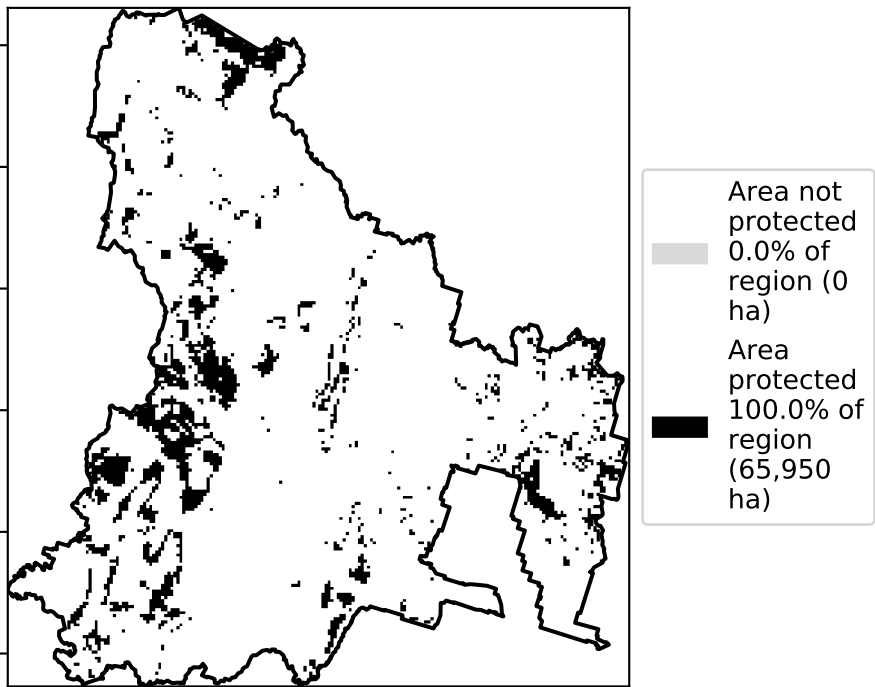 Area not
protected
0.0% of
region (0
ha)
Area
protected
100.0% of
region
(65,950
ha)